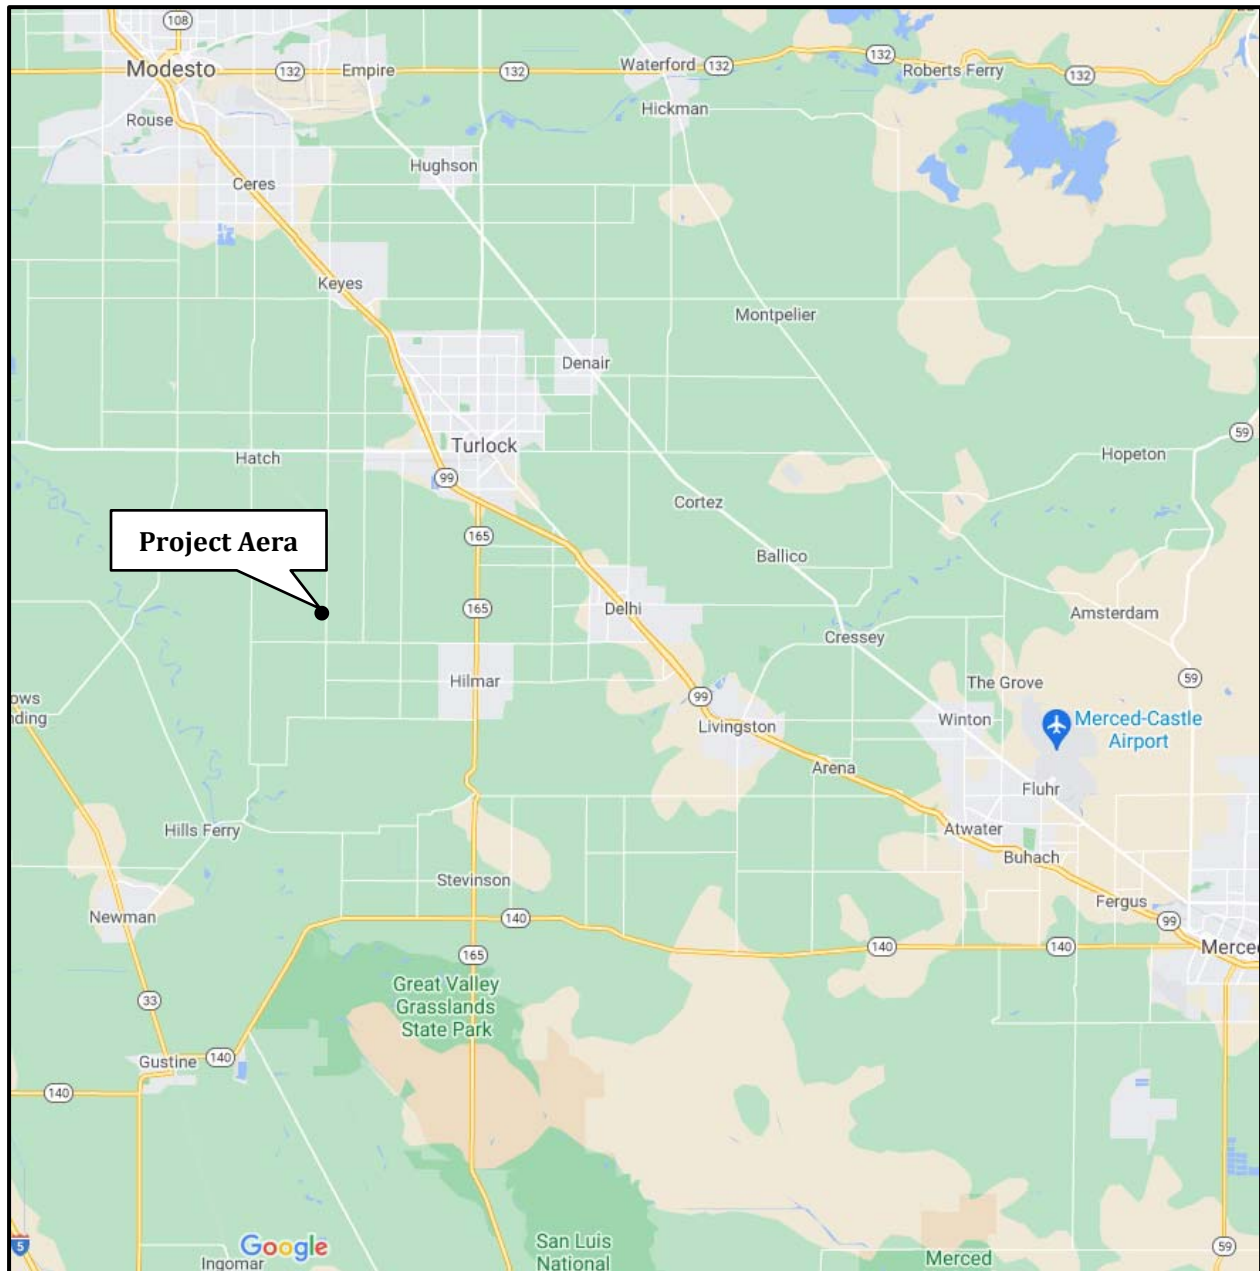 108
Modesto
132
Empire
132
Waterford
132
132
Roberts Ferry
132
Rouse
Hickman
Hughson
Ceres
Keyes
Montpelier
Denair
59
Turlock
Hatch
Hopeton
99
Cortez
165
Project Aera
Ballico
165
Delhi
Amsterdam
Cressey
Hilmar
59
The Grove
ows
nding
99
Livingston
Winton
Merced-Castle
Airport
Arena
Fluhr
Hills Ferry
Atwater
Buhach
Stevinson
Fergus
Newman
140
99
140
140
Merced
165
Great Valley
Grasslands
State Park
33
Gustine
140
140
5
Google
Ingomar
San Luis
National
Merced
59